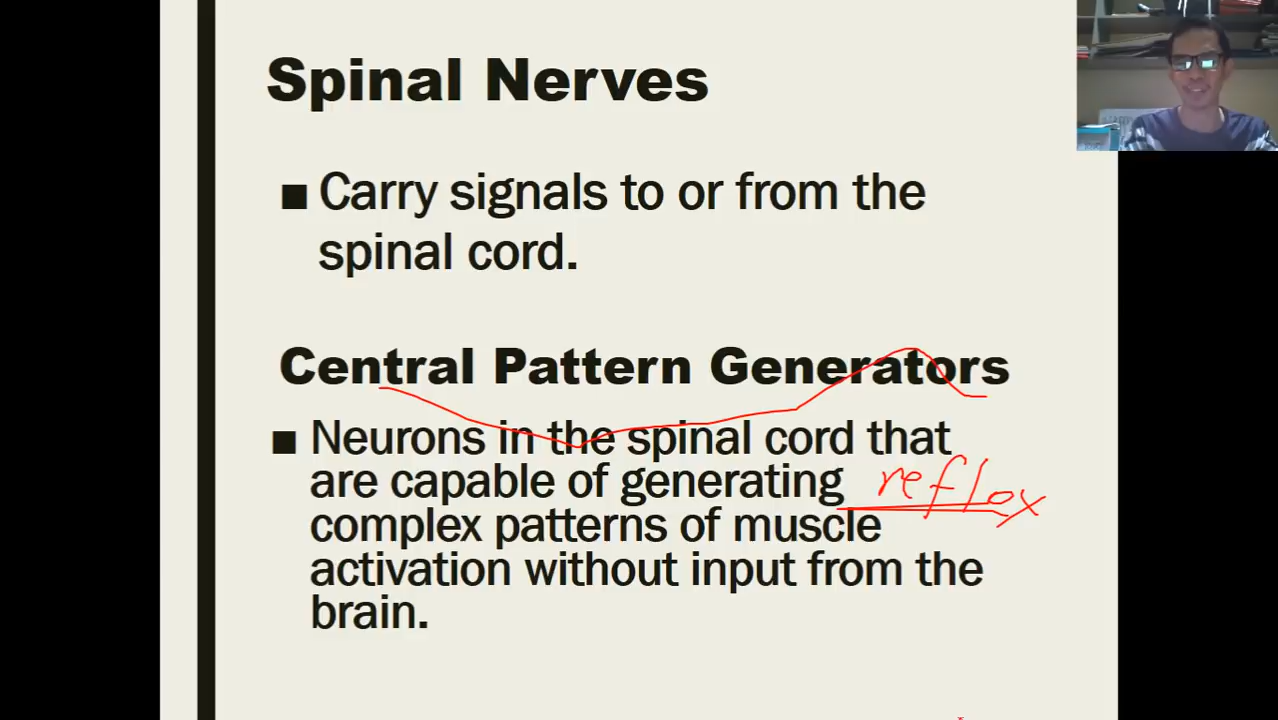 Spinal Nerves
■ Carry signals to or from the
spinal cord.
Central Pattern Generators
■ Neurons in the spinal cord that
are capable of generating reflex
complex patterns of muscle
activation without input from the
brain.